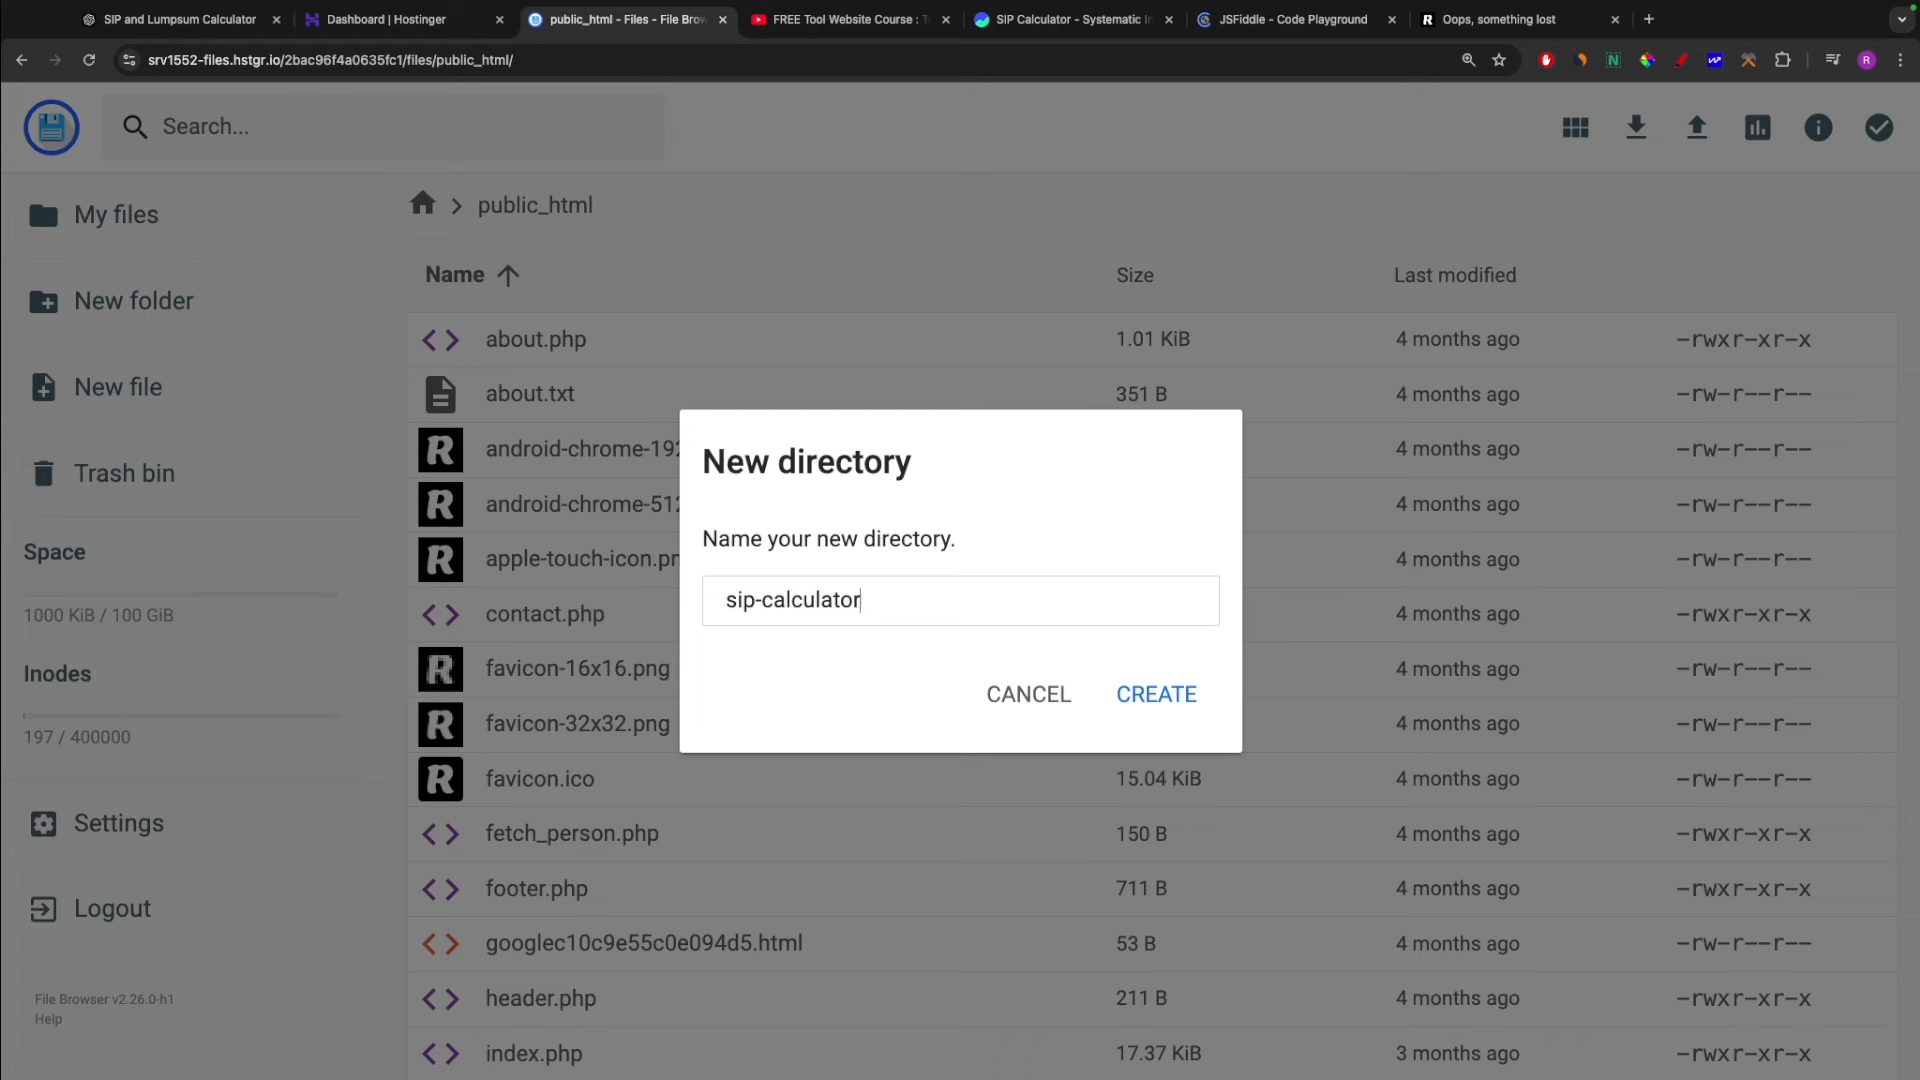 SIP and Lumpsum Calculator
Dashboard | Hostinger
public_html - Files - File Brow
FREE Tool Website Course :
SIP Calculator - Systematic In
JSFiddle - Code Playground
Oops, something lost
srv1552-files.hstgr.io/2bac96f4a0635fc1/files/public_html/
R
Search...
My files
New folder
New file
Trash bin
Space
1000 KiB / 100 GiB
Inodes
197 / 400000
Settings
Logout
File Browser v2.26.0-h1
Help
public_html
Name Size Last modified
about.php 1.01 KiB 4 months ago -rwxr-xr-x
about.txt 351 B 4 months ago -rw-r--r--
android-chrome-192 4 months ago -rw-r--r--
android-chrome-512 4 months ago -rw-r--r--
apple-touch-icon.pn 4 months ago -rw-r--r--
contact.php 4 months ago -rwxr-xr-x
favicon-16x16.png 4 months ago -rw-r--r--
favicon-32x32.png 4 months ago -rw-r--r--
favicon.ico 15.04 KiB 4 months ago -rw-r--r--
fetch_person.php 150 B 4 months ago -rwxr-xr-x
footer.php 711 B 4 months ago -rwxr-xr-x
googlec10c9e55c0e094d5.html 53 B 4 months ago -rw-r--r--
header.php 211 B 4 months ago -rwxr-xr-x
index.php 17.37 KiB 3 months ago -rwxr-xr-x
New directory
Name your new directory.
sip-calculator
CANCEL CREATE